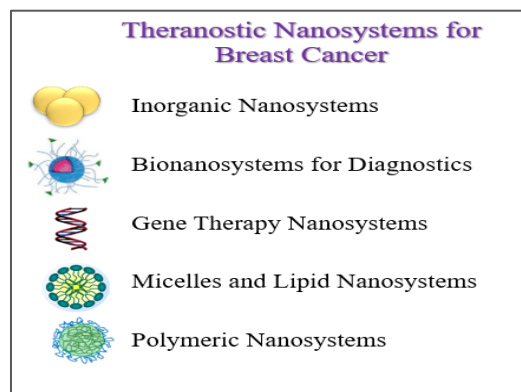 Theranostic Nanosystems for
Breast Cancer
Inorganic Nanosystems
Bionanosystems for Diagnostics
Gene Therapy Nanosystems
Micelles and Lipid Nanosystems
Polymeric Nanosystems